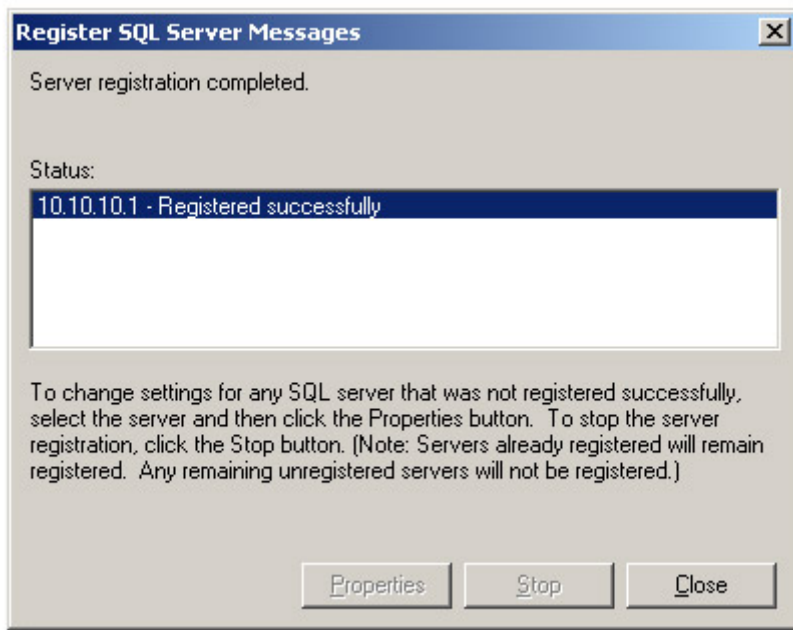 Register SQL Server Messages
Server registration completed.
Status:
10.10.10.1 - Registered successfully
To change settings for any SQL server that was not registered successfully,
select the server and then click the Properties button.  To stop the server
registration, click the Stop button. (Note: Servers already registered will remain
registered.  Any remaining unregistered servers will not be registered.)
Properties Stop Close